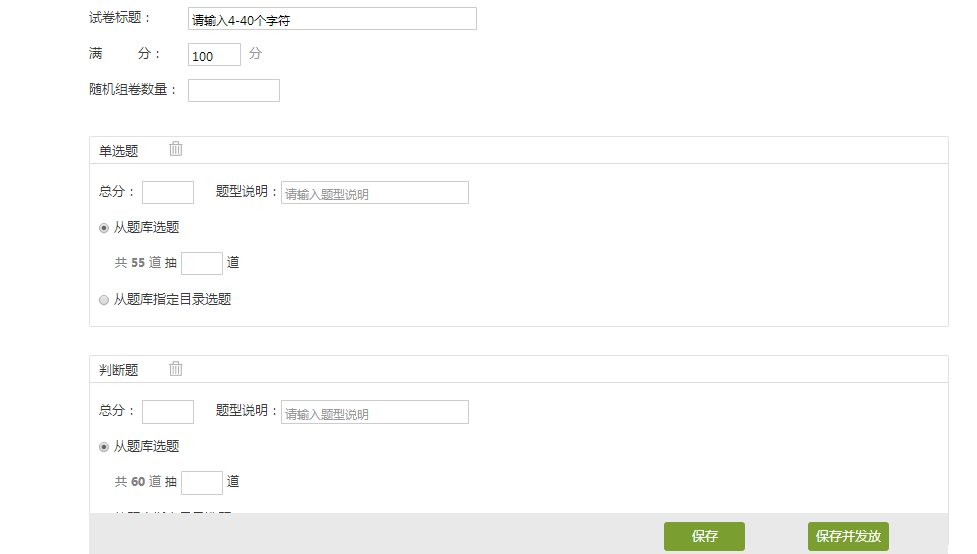 试卷标题：请输入4-40个字符
满 分：100 分
随机组卷数量：
单选题
总分： 题型说明：请输入题型说明
从题库选题
共 55 道 抽 道
从题库指定目录选题
判断题
总分： 题型说明：请输入题型说明
从题库选题
共 60 道 抽 道
保存 保存并发放